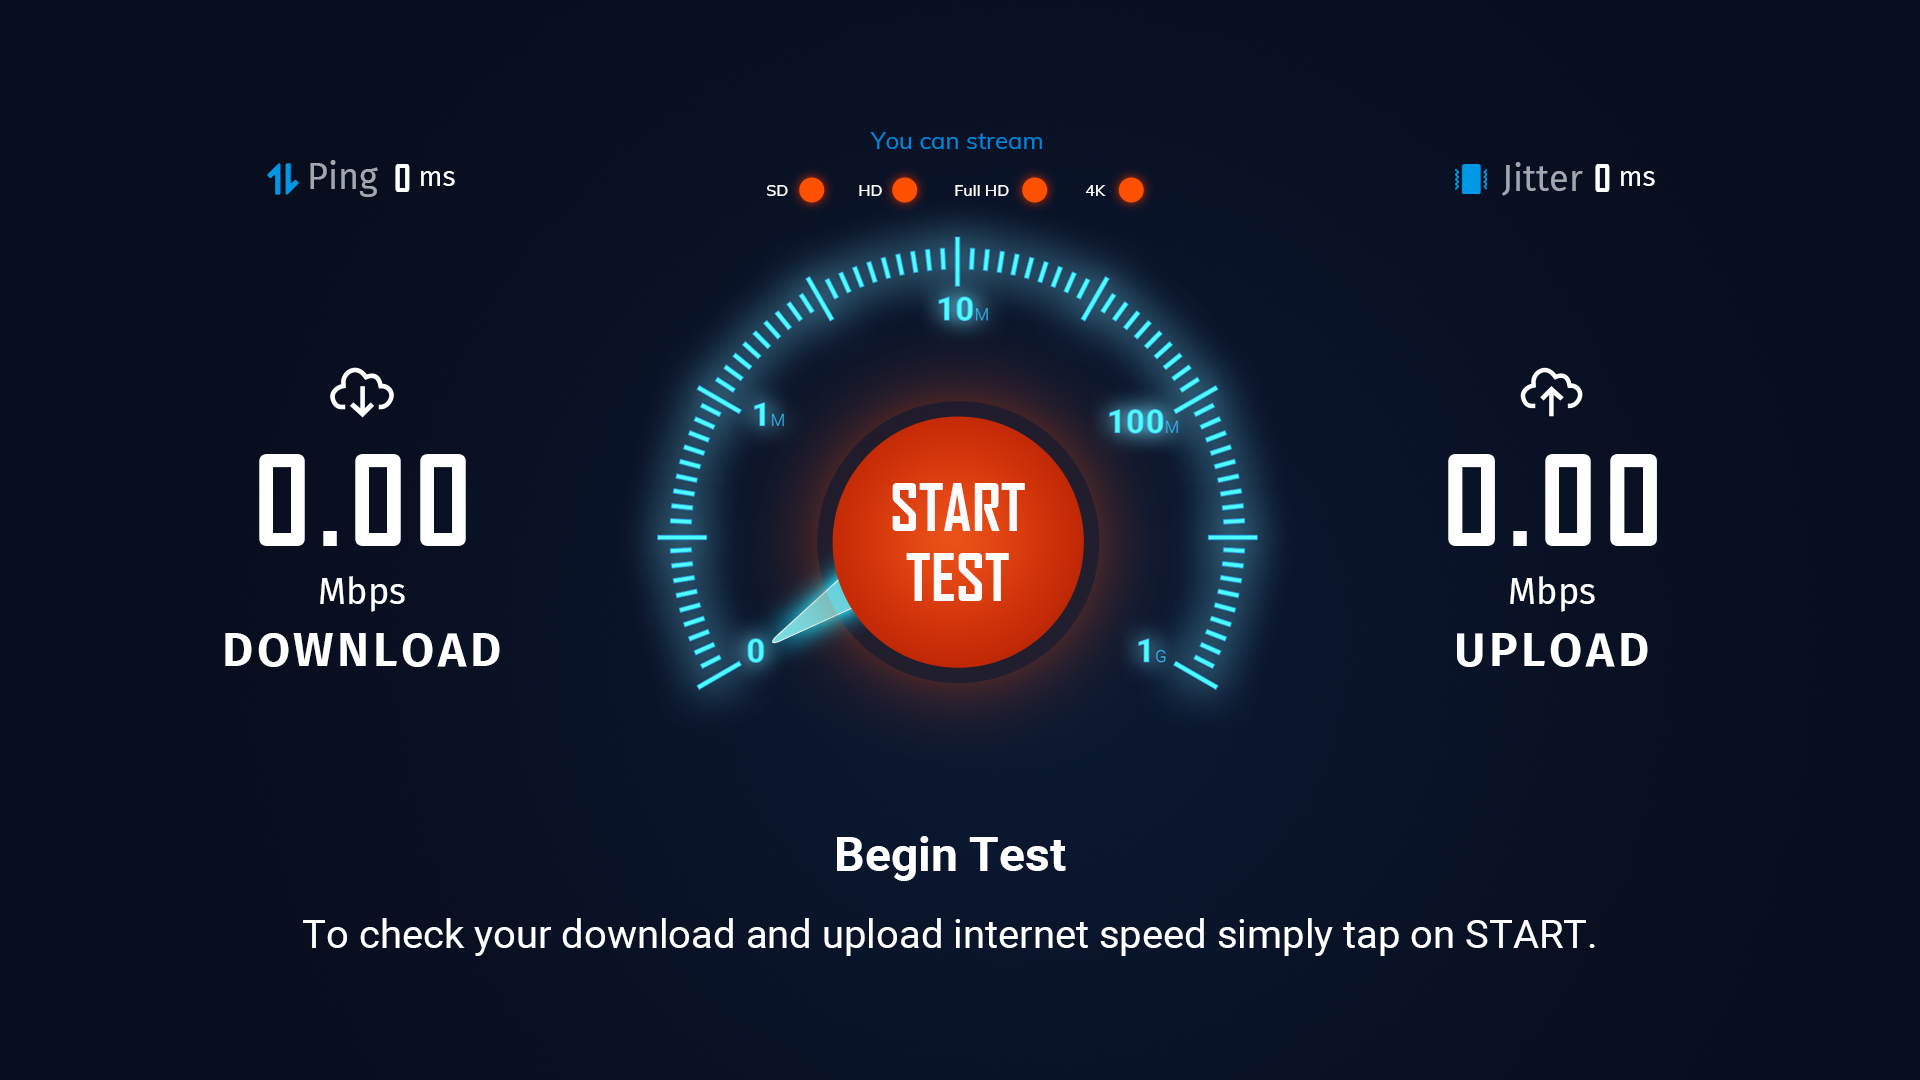 You can stream
Ping 0 ms
SD HD Full HD 4K
Jitter 0 ms
10M
1M
100M
0
1G
START
TEST
0.00
Mbps
DOWNLOAD
0.00
Mbps
UPLOAD
Begin Test
To check your download and upload internet speed simply tap on START.